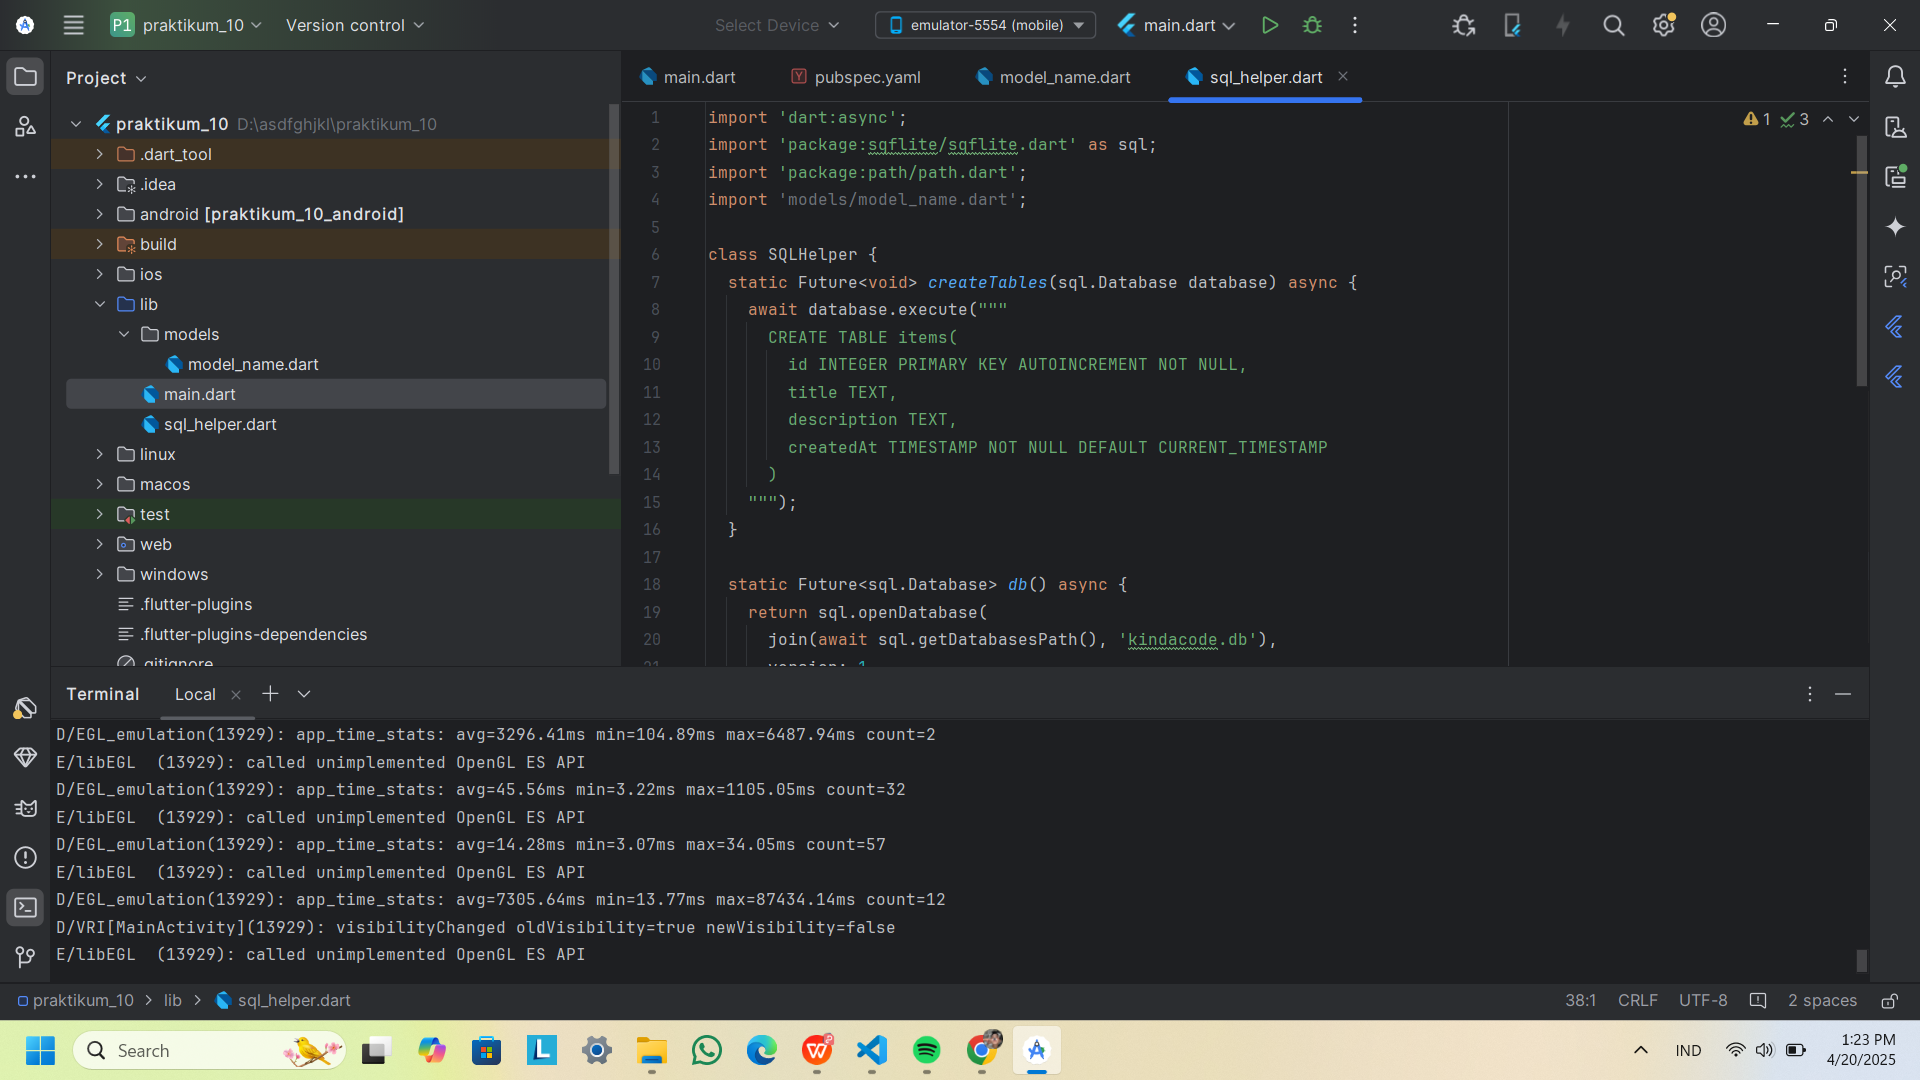 P1 praktikum_10 Version control Select Device emulator-5554 (mobile) main.dart
Project
main.dart pubspec.yaml model_name.dart sql_helper.dart
praktikum_10 D:\asdfghjkl\praktikum_10
.dart_tool
.idea
android [praktikum_10_android]
build
ios
lib
models
model_name.dart
main.dart
sql_helper.dart
linux
macos
test
web
windows
.flutter-plugins
.flutter-plugins-dependencies
.gitignore
1 3
1 import 'dart:async';
2 import 'package:sqflite/sqflite.dart' as sql;
3 import 'package:path/path.dart';
4 import 'models/model_name.dart';
5
6 class SQLHelper {
7 static Future<void> createTables(sql.Database database) async {
8 await database.execute("""
9 CREATE TABLE items(
10 id INTEGER PRIMARY KEY AUTOINCREMENT NOT NULL,
11 title TEXT,
12 description TEXT,
13 createdAt TIMESTAMP NOT NULL DEFAULT CURRENT_TIMESTAMP
14 )
15 """);
16 }
17
18 static Future<sql.Database> db() async {
19 return sql.openDatabase(
20 join(await sql.getDatabasesPath(), 'kindacode.db'),
21 version: 1
Terminal Local
D/EGL_emulation(13929): app_time_stats: avg=3296.41ms min=104.89ms max=6487.94ms count=2
E/libEGL  (13929): called unimplemented OpenGL ES API
D/EGL_emulation(13929): app_time_stats: avg=45.56ms min=3.22ms max=1105.05ms count=32
E/libEGL  (13929): called unimplemented OpenGL ES API
D/EGL_emulation(13929): app_time_stats: avg=14.28ms min=3.07ms max=34.05ms count=57
E/libEGL  (13929): called unimplemented OpenGL ES API
D/EGL_emulation(13929): app_time_stats: avg=7305.64ms min=13.77ms max=87434.14ms count=12
D/VRI[MainActivity](13929): visibilityChanged oldVisibility=true newVisibility=false
E/libEGL  (13929): called unimplemented OpenGL ES API
praktikum_10 > lib > sql_helper.dart 38:1 CRLF UTF-8 2 spaces
Search IND 1:23 PM
4/20/2025